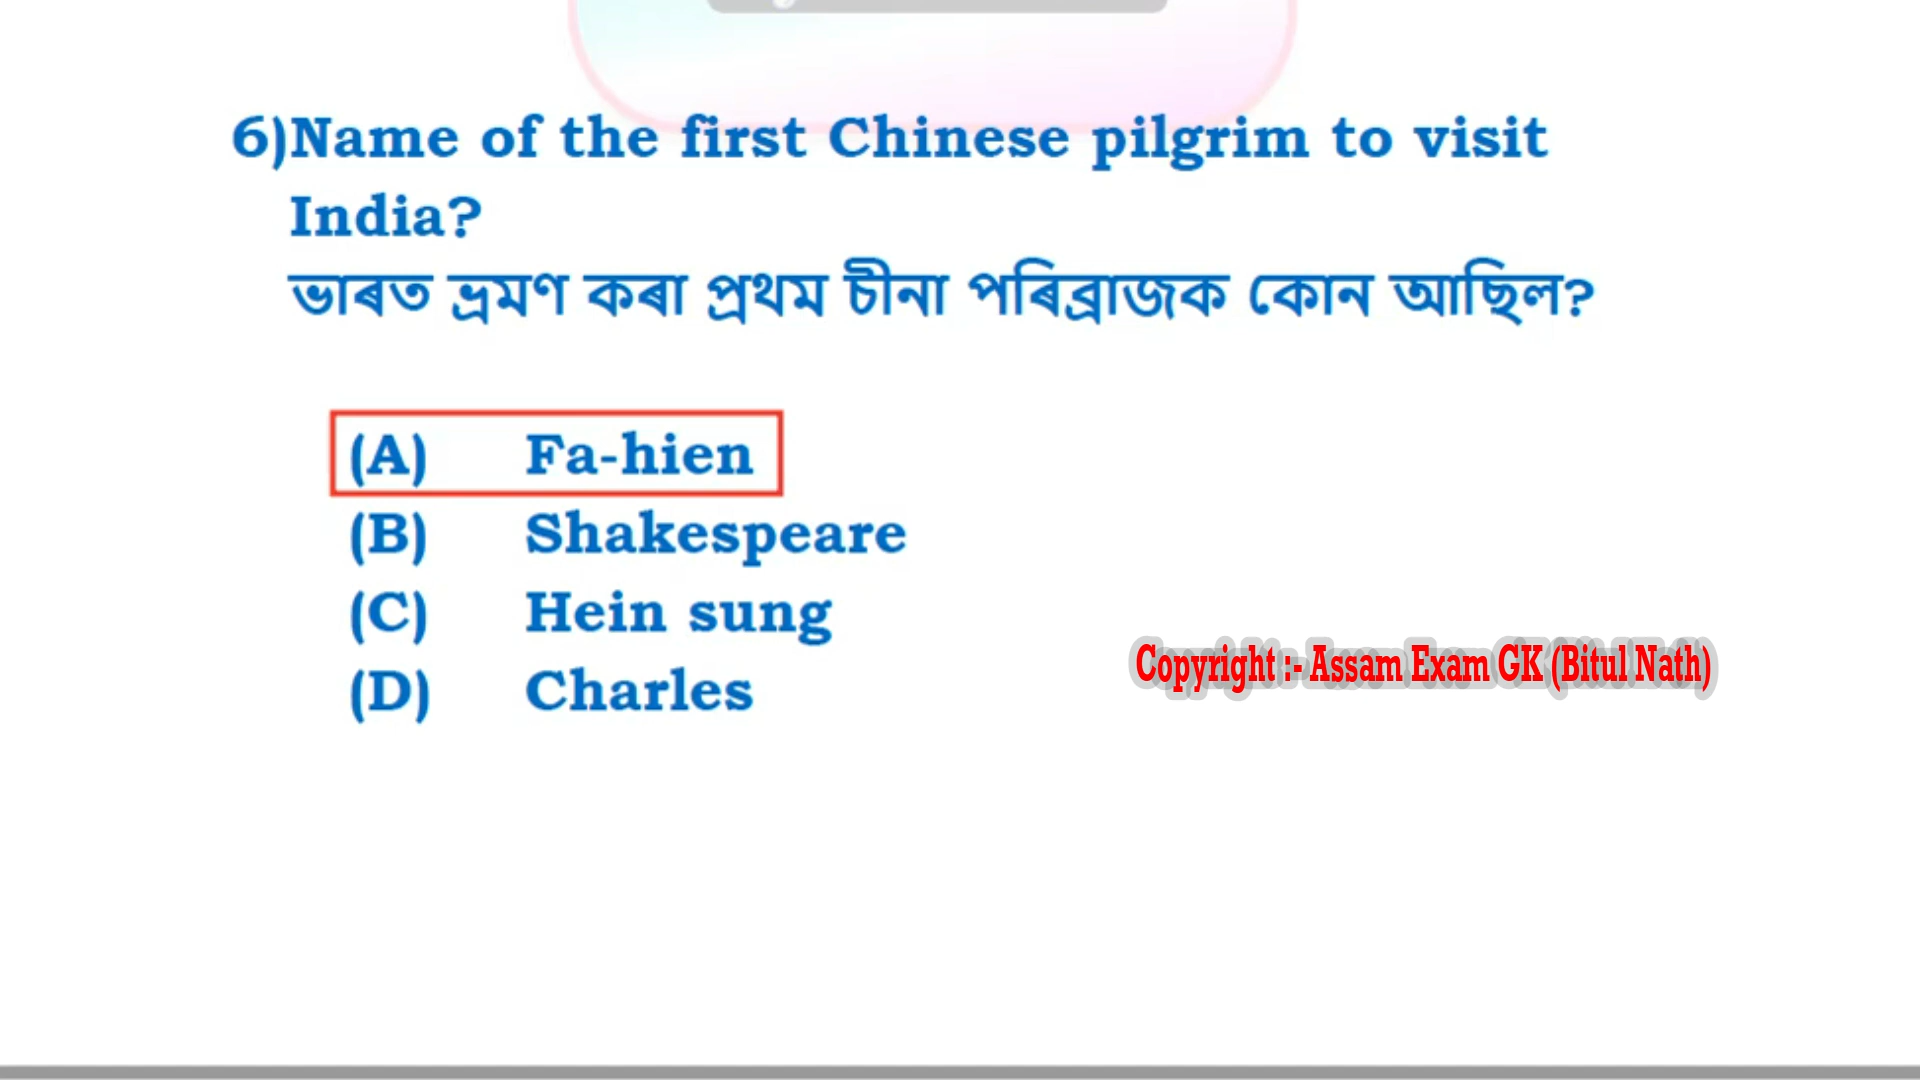 6)Name of the first Chinese pilgrim to visit
India?
ভাৰত ভ্ৰমণ কৰা প্ৰথম চীনা পৰিব্ৰাজক কোন আছিল?
(A) Fa-hien
(B) Shakespeare
(C) Hein sung
(D) Charles
Copyright :- Assam Exam GK (Bitul Nath)